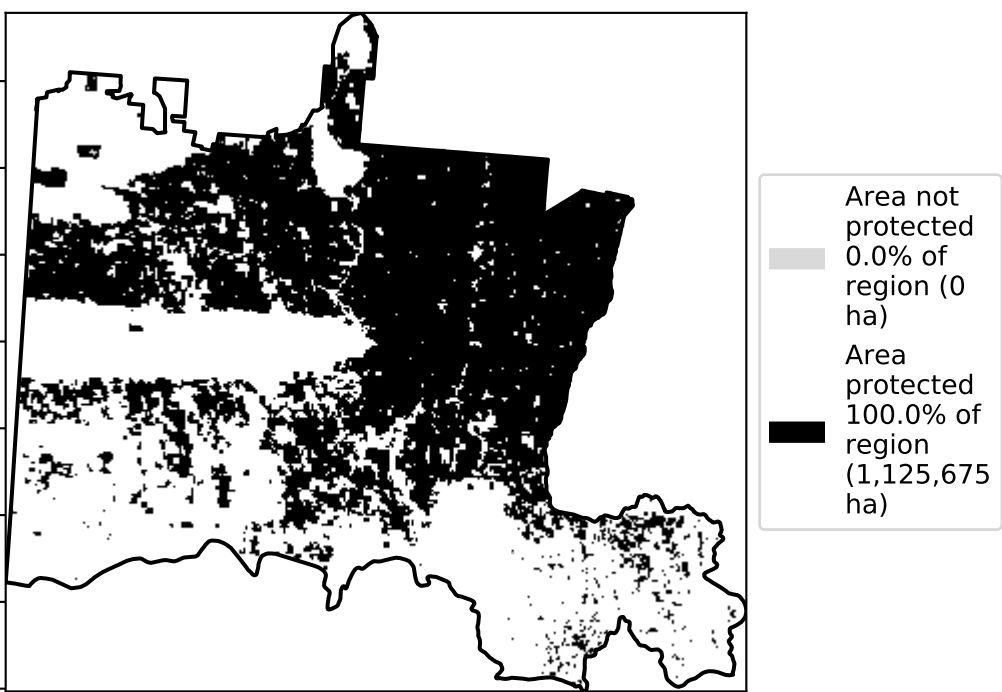 Area not
protected
0.0% of
region (0
ha)
Area
protected
100.0% of
region
(1,125,675
ha)